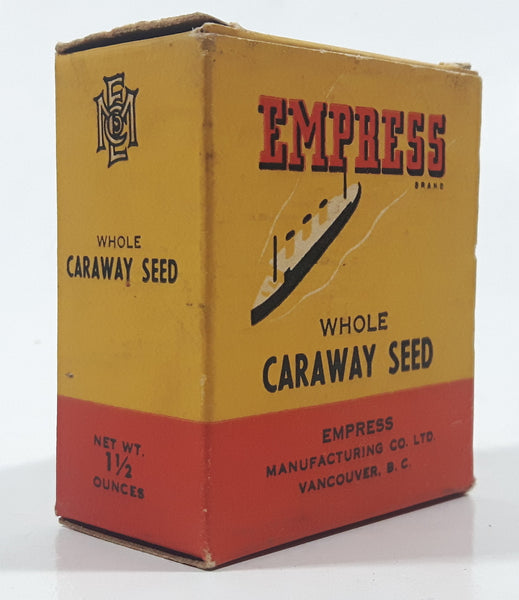 WHOLE
CARAWAY SEED
NET WT.
1½
OUNCES
EMPRESS
BRAND
WHOLE
CARAWAY SEED
EMPRESS
MANUFACTURING CO. LTD.
VANCOUVER, B. C.